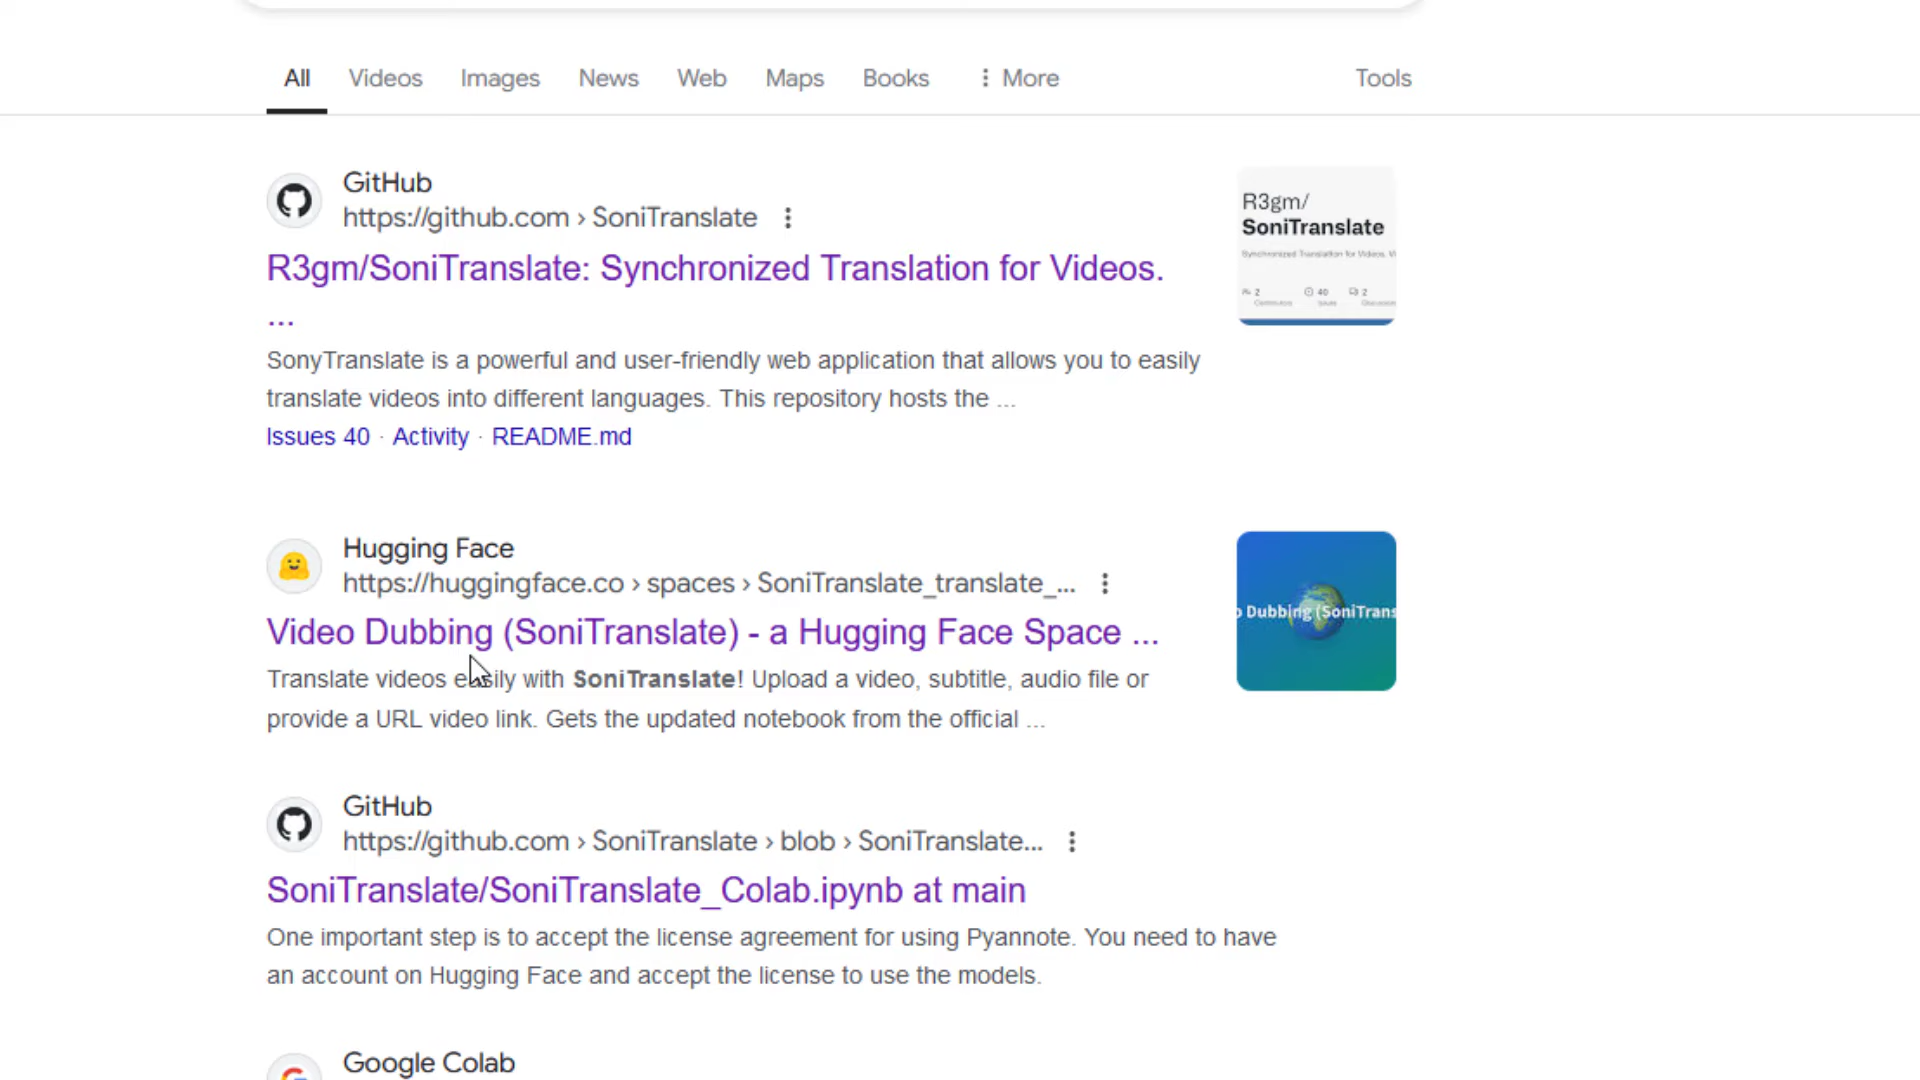 All Videos Images News Web Maps Books More Tools
GitHub
https://github.com › SoniTranslate
R3gm/SoniTranslate: Synchronized Translation for Videos.
...
SonyTranslate is a powerful and user-friendly web application that allows you to easily
translate videos into different languages. This repository hosts the ...
Issues 40 · Activity · README.md
R3gm/
SoniTranslate
Synchronized Translation for Videos.
2 40 2
Contributors Issues
Hugging Face
https://huggingface.co › spaces › SoniTranslate_translate_...
Video Dubbing (SoniTranslate) - a Hugging Face Space ...
Translate videos easily with SoniTranslate! Upload a video, subtitle, audio file or
provide a URL video link. Gets the updated notebook from the official ...
o Dubbing (SoniTrans
GitHub
https://github.com › SoniTranslate › blob › SoniTranslate...
SoniTranslate/SoniTranslate_Colab.ipynb at main
One important step is to accept the license agreement for using Pyannote. You need to have
an account on Hugging Face and accept the license to use the models.
Google Colab